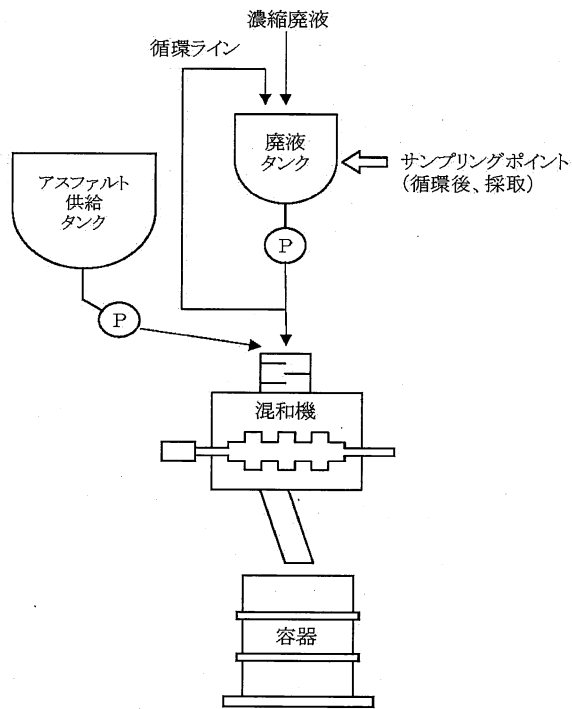 濃縮廃液
循環ライン
廃液
タンク
サンプリングポイント
（循環後、採取）
アスファルト
供給
タンク
P
P
混和機
容器